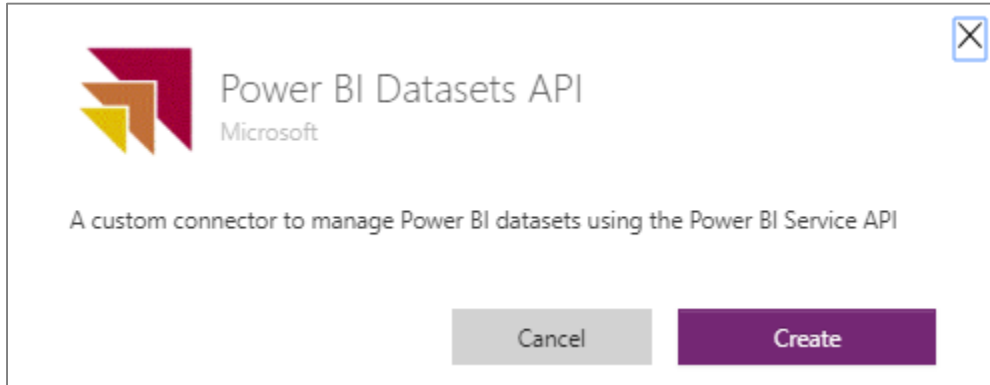 Power BI Datasets API
Microsoft
A custom connector to manage Power BI datasets using the Power BI Service API
Cancel
Create